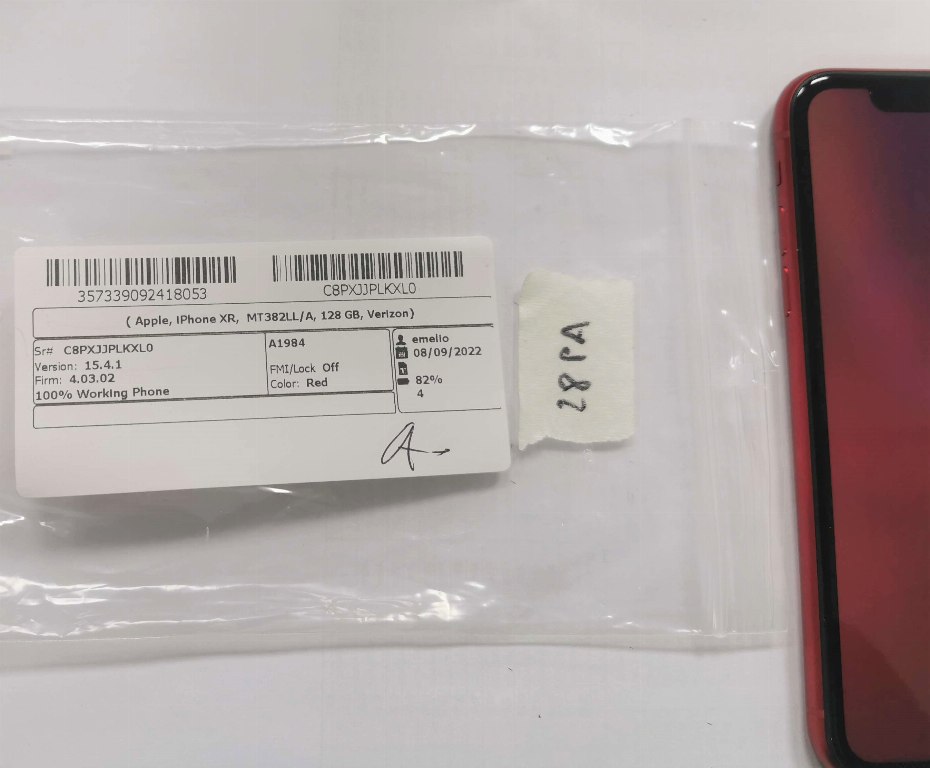 357339092418053
C8PXJJPLKXL0
( Apple, iPhone XR, MT382LL/A, 128 GB, Verizon)
Sr# C8PXJJPLKXL0
Version: 15.4.1
Firm: 4.03.02
100% Working Phone
A1984
FMI/Lock Off
Color: Red
emelio
08/09/2022
82%
4
A-
28PA